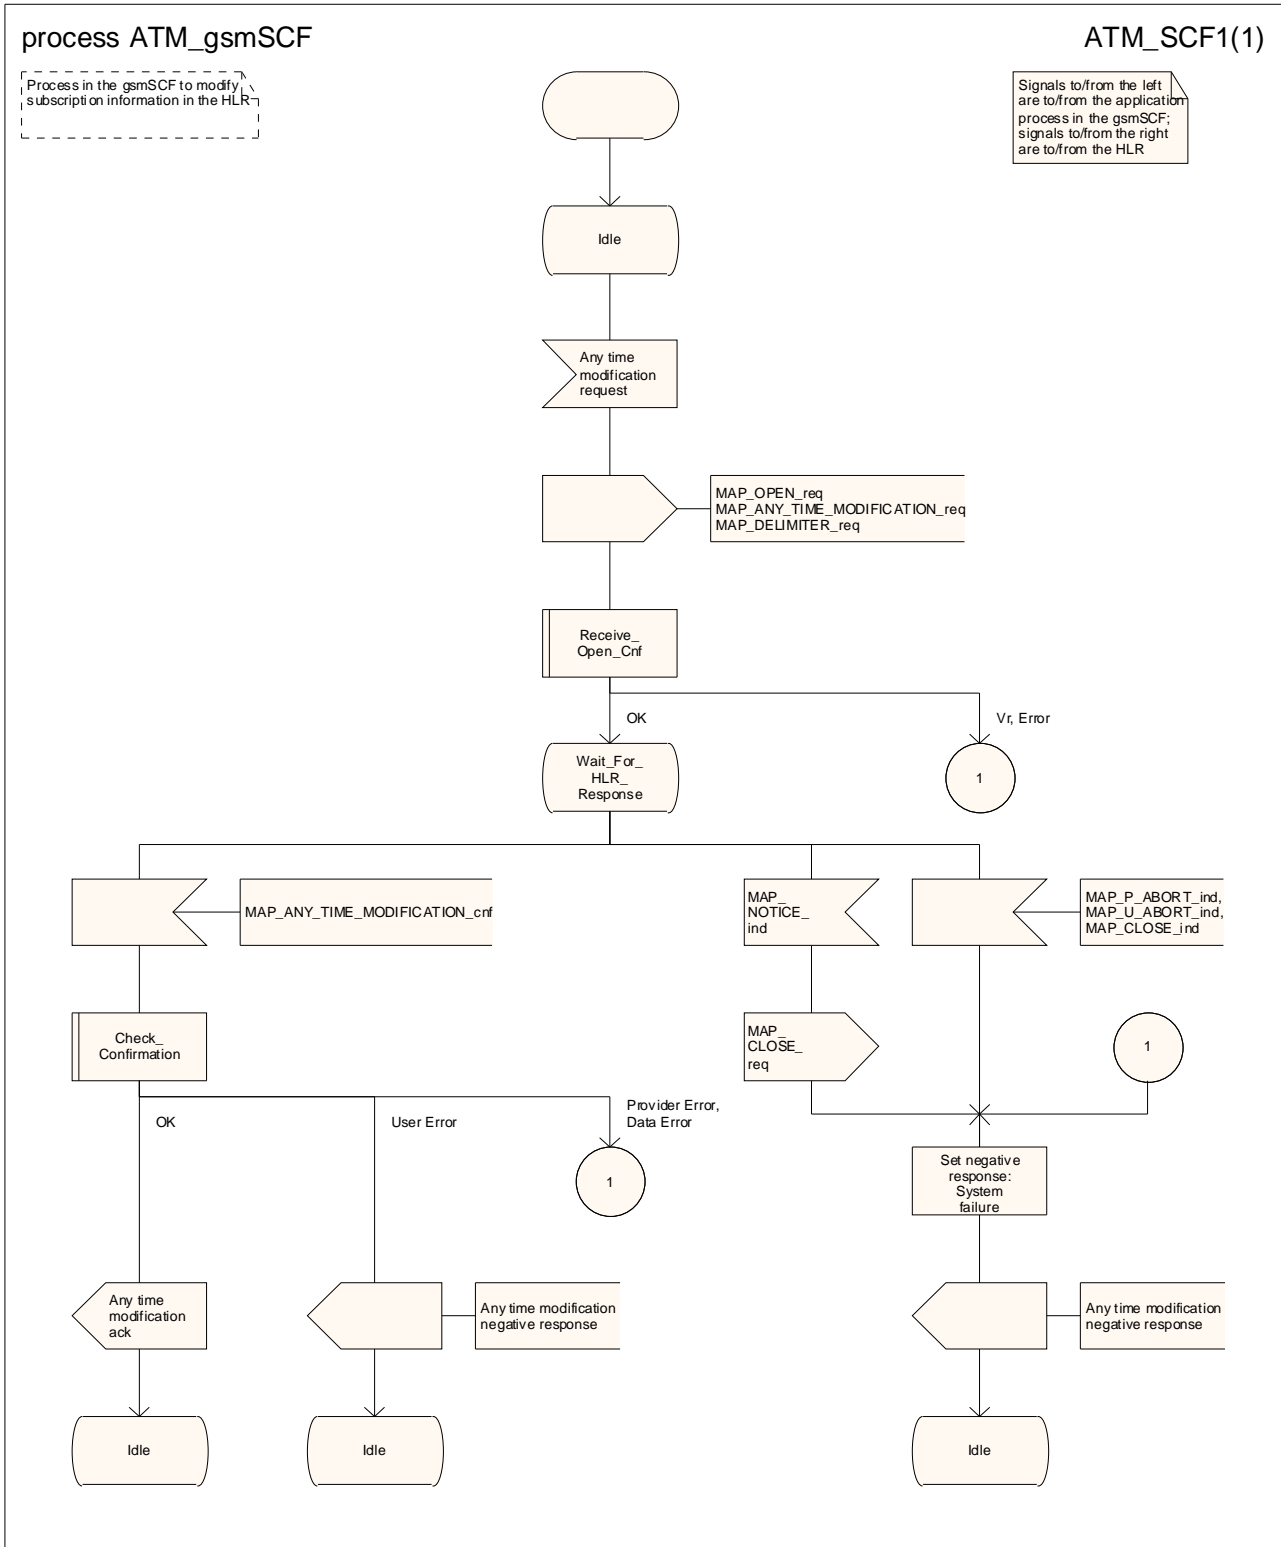 process ATM_gsmSCF
ATM_SCF1(1)
Process in the gsmSCF to modify
subscription information in the HLR
Signals to/from the left
are to/from the application
process in the gsmSCF;
signals to/from the right
are to/from the HLR
Idle
Any time
modification
request
MAP_OPEN_req
MAP_ANY_TIME_MODIFICATION_req
MAP_DELIMITER_req
Receive_
Open_Cnf
OK
Vr, Error
Wait_For_
HLR_
Response
1
MAP_ANY_TIME_MODIFICATION_cnf
MAP_
NOTICE_
ind
MAP_P_ABORT_ind,
MAP_U_ABORT_ind,
MAP_CLOSE_ind
Check_
Confirmation
MAP_
CLOSE_
req
1
OK
User Error
Provider Error,
Data Error
1
Set negative
response:
System
failure
Any time
modification
ack
Any time modification
negative response
Any time modification
negative response
Idle
Idle
Idle